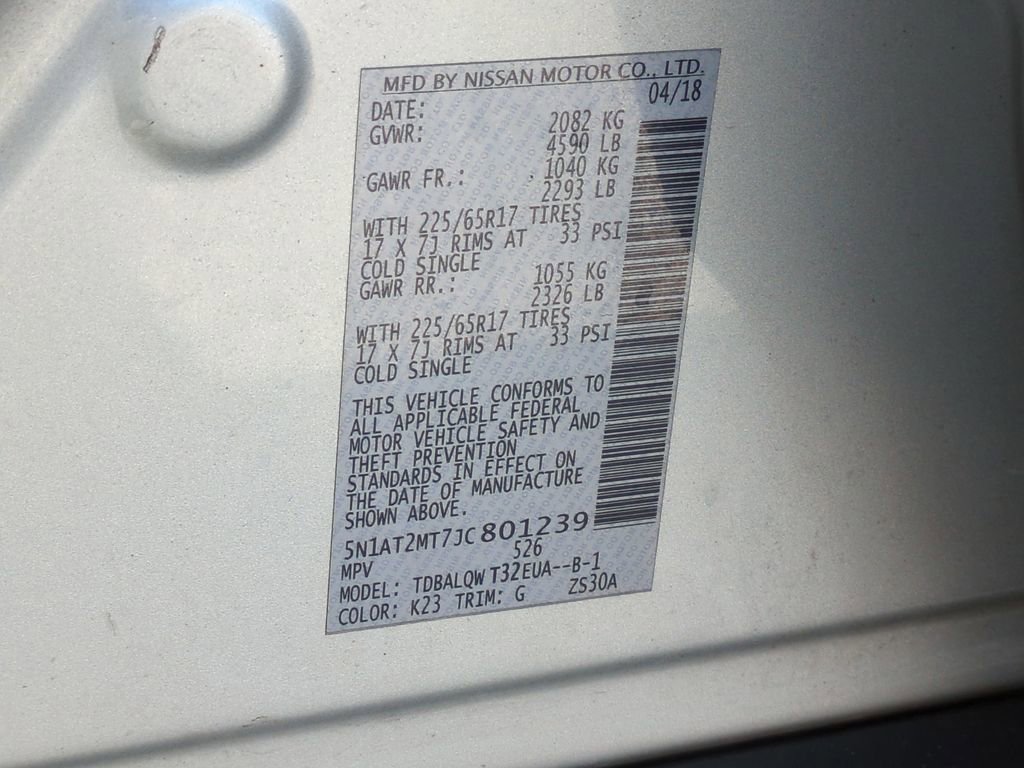 MFD BY NISSAN MOTOR CO., LTD.
DATE: 04/18
GVWR: 2082 KG
4590 LB
GAWR FR.: 1040 KG
2293 LB
WITH 225/65R17 TIRES
17 X 7J RIMS AT 33 PSI
COLD SINGLE
GAWR RR.: 1055 KG
2326 LB
WITH 225/65R17 TIRES
17 X 7J RIMS AT 33 PSI
COLD SINGLE
THIS VEHICLE CONFORMS TO
ALL APPLICABLE FEDERAL
MOTOR VEHICLE SAFETY AND
THEFT PREVENTION
STANDARDS IN EFFECT ON
THE DATE OF MANUFACTURE
SHOWN ABOVE.
5N1AT2MT7JC801239
MPV 526
MODEL: TDBALQWT32EUA--B-1
COLOR: K23 TRIM: G ZS30A